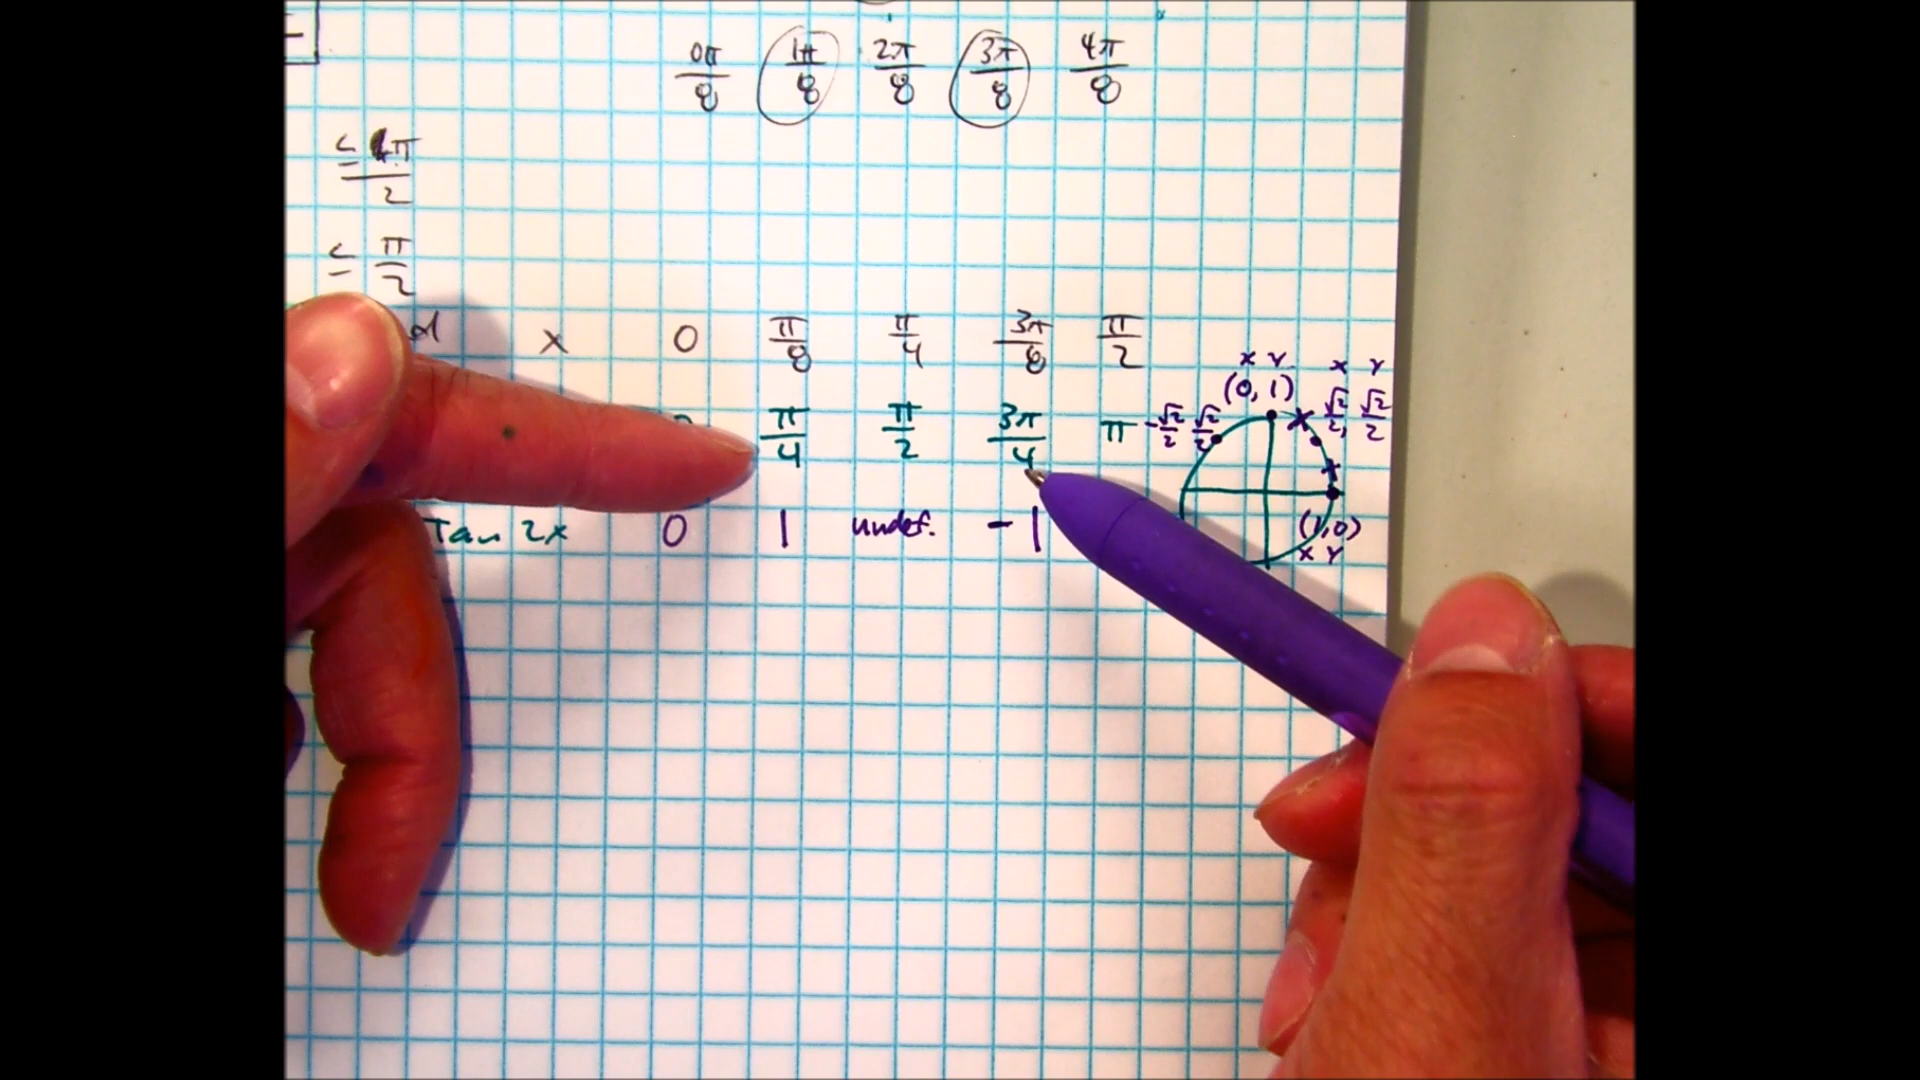 0π/8 1π/8 2π/8 3π/8 4π/8
≤ π/2
≤ π/2
x 0 π/8 π/4 3π/8 π/2
π/4 π/2 3π/4 π
Tan 2x 0 1 undef. -1
x y
(0, 1)
x y
√2/2, √2/2
-√2/2 √2/2
(1, 0)
x y